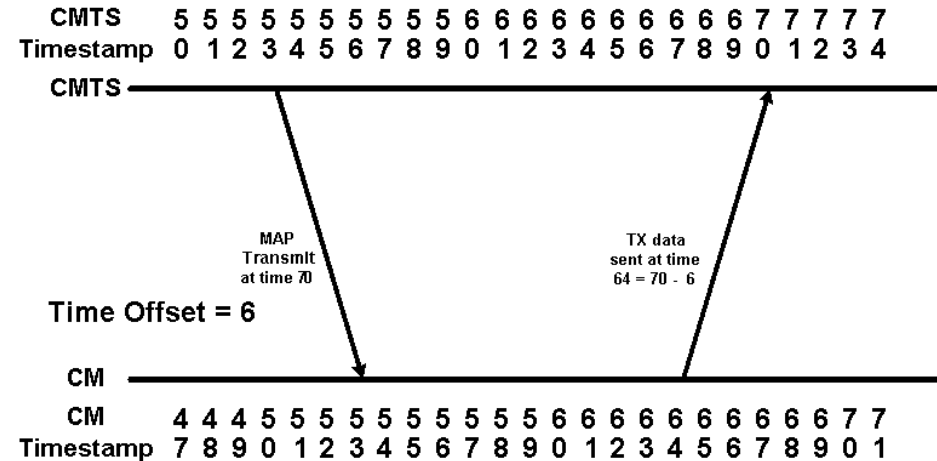 CMTS 5 5 5 5 5 5 5 5 5 5 6 6 6 6 6 6 6 6 6 6 7 7 7 7 7
Timestamp 0 1 2 3 4 5 6 7 8 9 0 1 2 3 4 5 6 7 8 9 0 1 2 3 4
CMTS
MAP
Transmit
at time 70
TX data
sent at time
64 = 70 - 6
Time Offset = 6
CM
CM 4 4 4 5 5 5 5 5 5 5 5 5 5 6 6 6 6 6 6 6 6 6 6 7 7
Timestamp 7 8 9 0 1 2 3 4 5 6 7 8 9 0 1 2 3 4 5 6 7 8 9 0 1